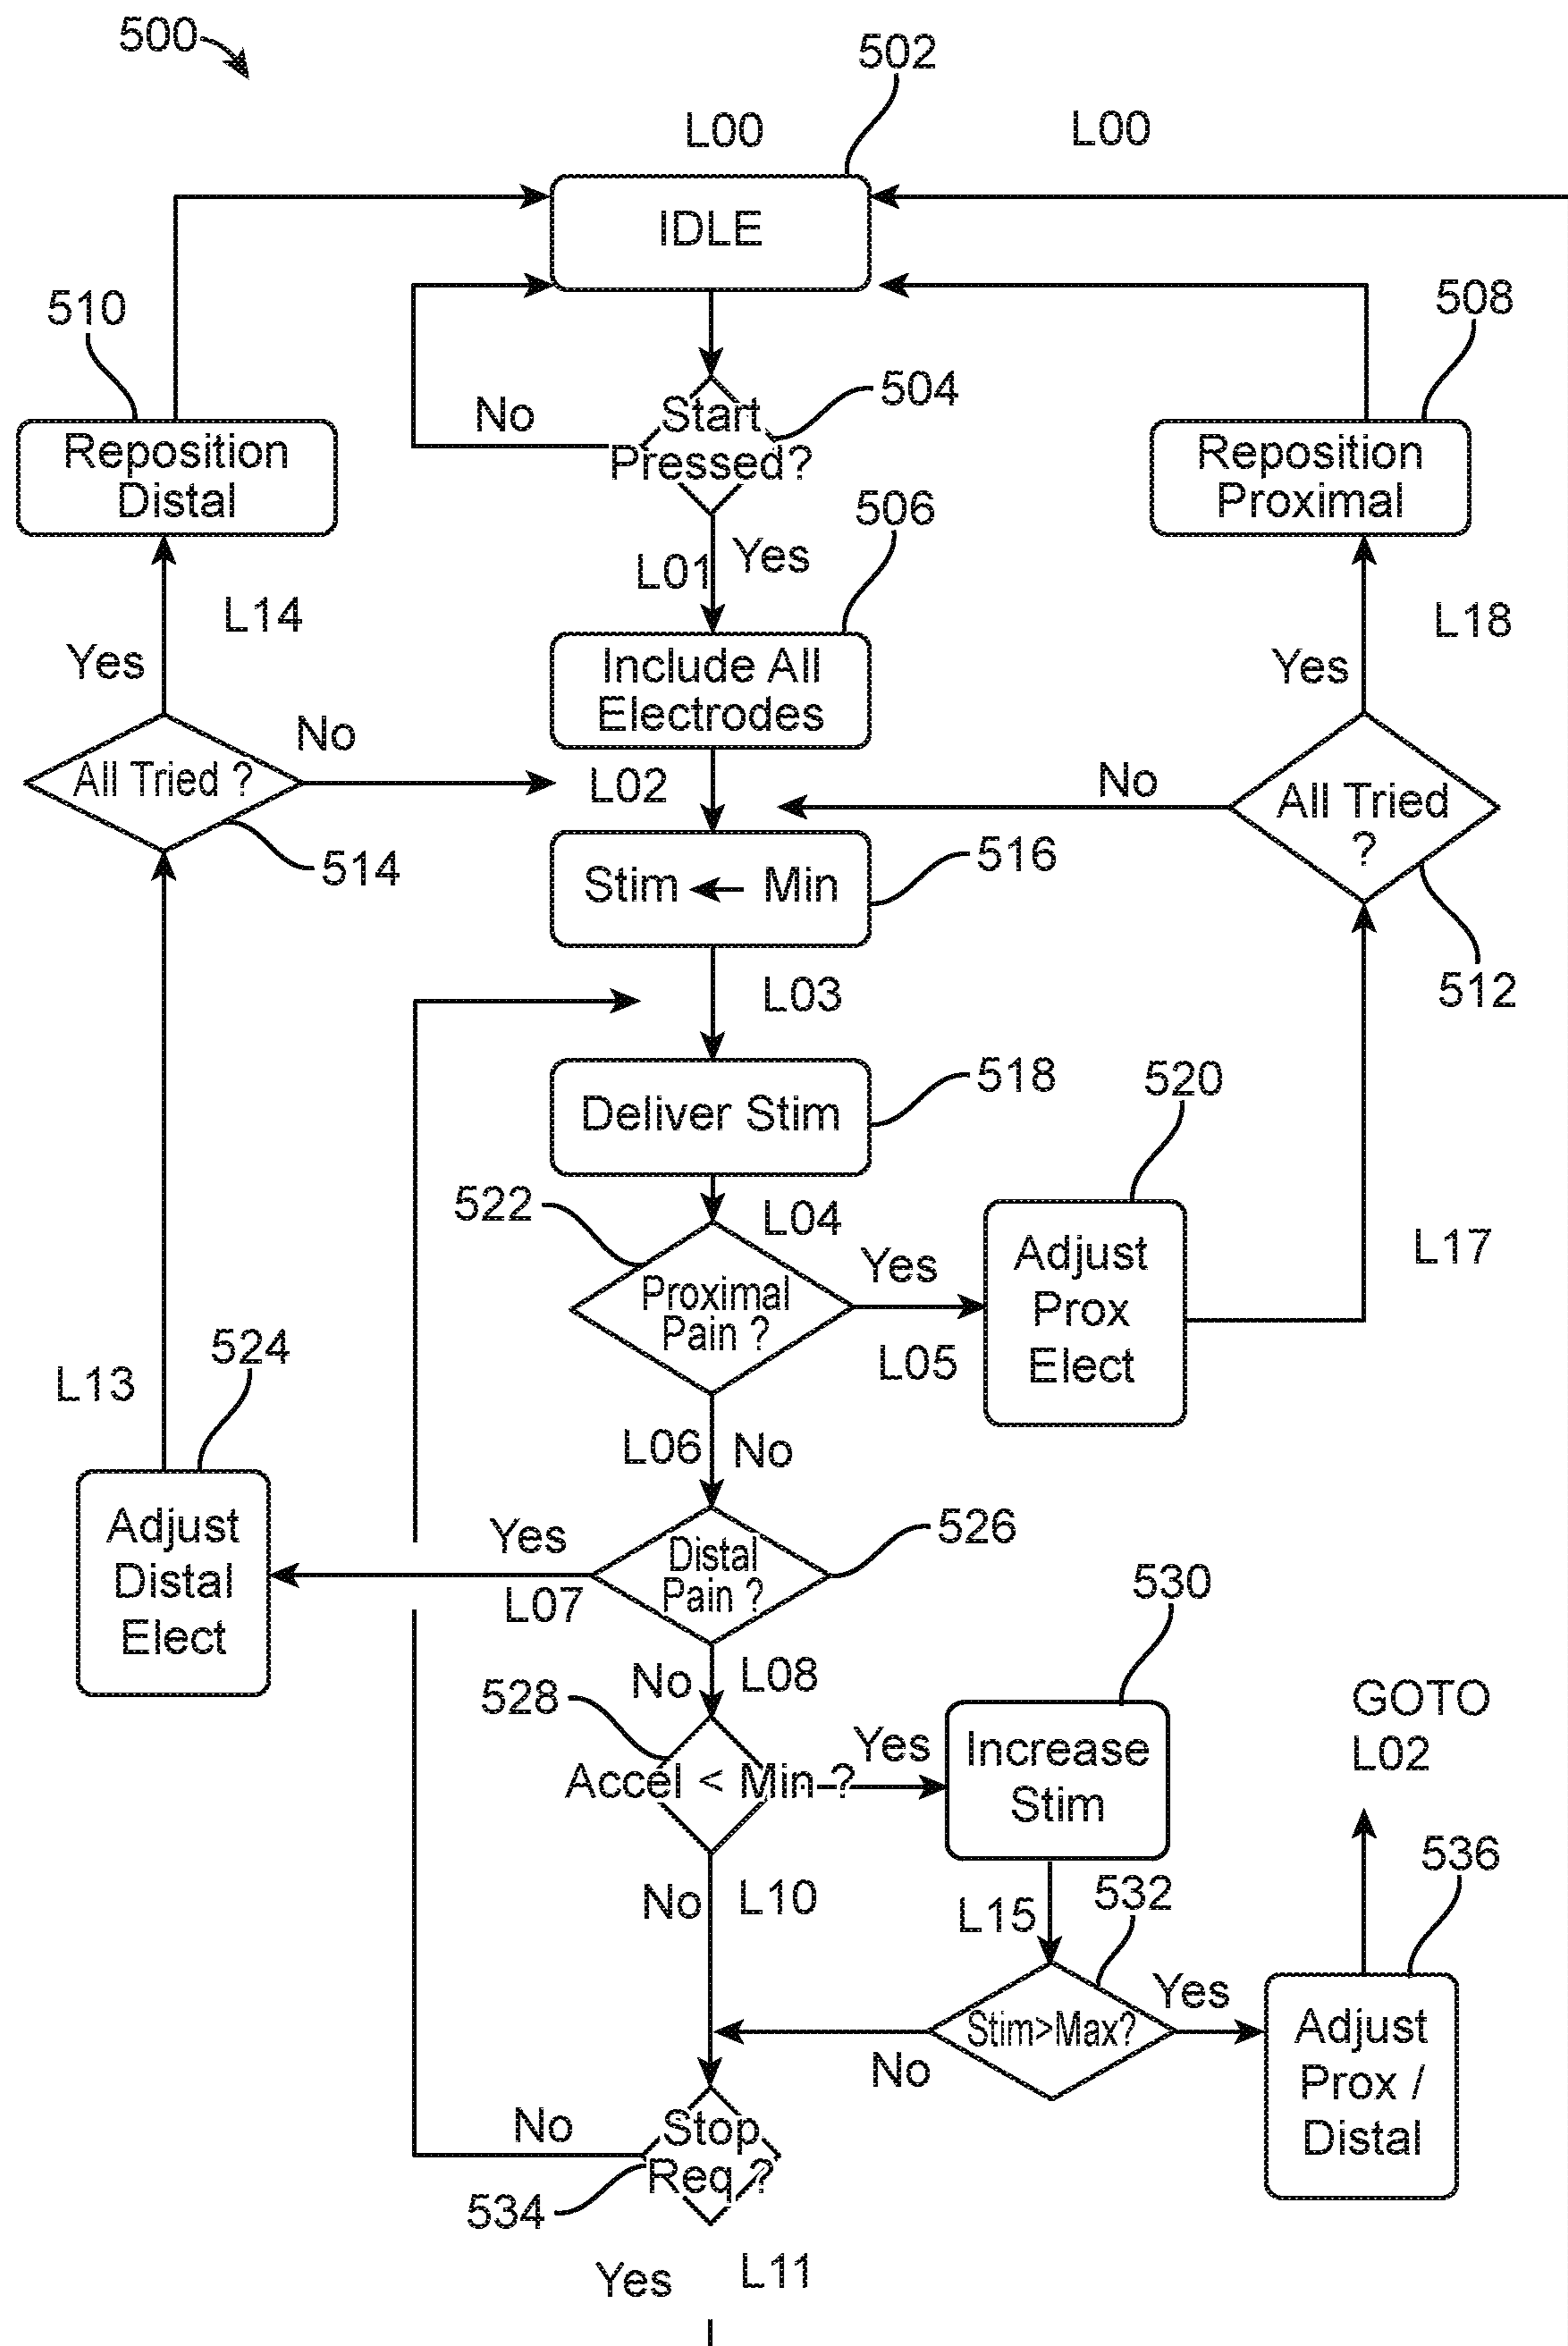 500
502
L00
L00
IDLE
510
508
504
Start
Pressed?
No
Reposition
Distal
Reposition
Proximal
506
L01
Yes
L14
L18
Yes
Yes
Include All
Electrodes
No
All Tried ?
L02
No
All Tried
?
514
516
Stim ← Min
512
L03
518
520
Deliver Stim
522
L04
Yes
Adjust
Prox
Elect
L17
Proximal
Pain ?
L05
524
L13
L06
No
Adjust
Distal
Elect
Yes
526
Distal
Pain ?
L07
530
No
L08
528
GOTO
L02
Yes
Increase
Stim
Accel < Min ?
536
No
L10
532
L15
Yes
Stim>Max?
Adjust
Prox /
Distal
No
No
Stop
Req ?
534
Yes
L11